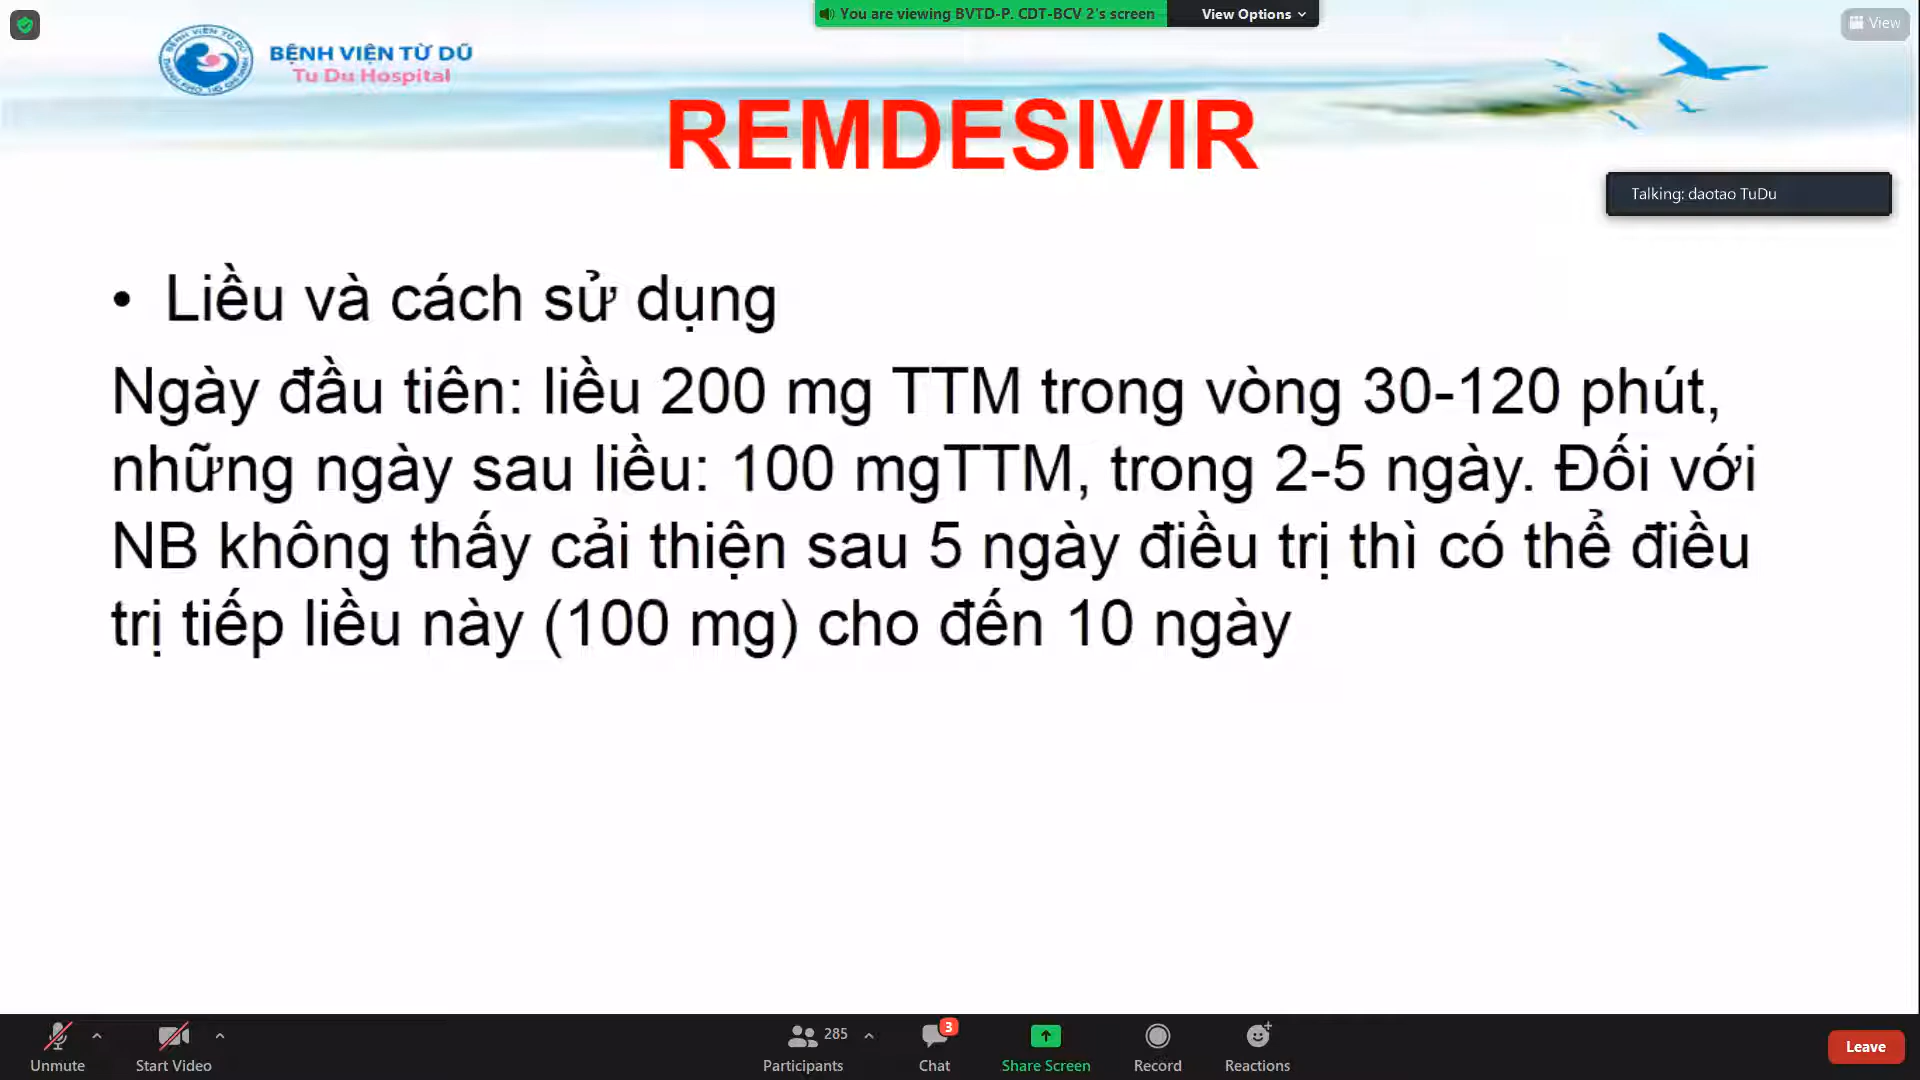 You are viewing BVTD-P. CDT-BCV 2's screen
View Options
View
BỆNH VIỆN TỪ DŨ
Tu Du Hospital
REMDESIVIR
Talking: daotao TuDu
• Liều và cách sử dụng
Ngày đầu tiên: liều 200 mg TTM trong vòng 30-120 phút,
những ngày sau liều: 100 mgTTM, trong 2-5 ngày. Đối với
NB không thấy cải thiện sau 5 ngày điều trị thì có thể điều
trị tiếp liều này (100 mg) cho đến 10 ngày
Unmute
Start Video
285
Participants
3
Chat
Share Screen
Record
Reactions
Leave